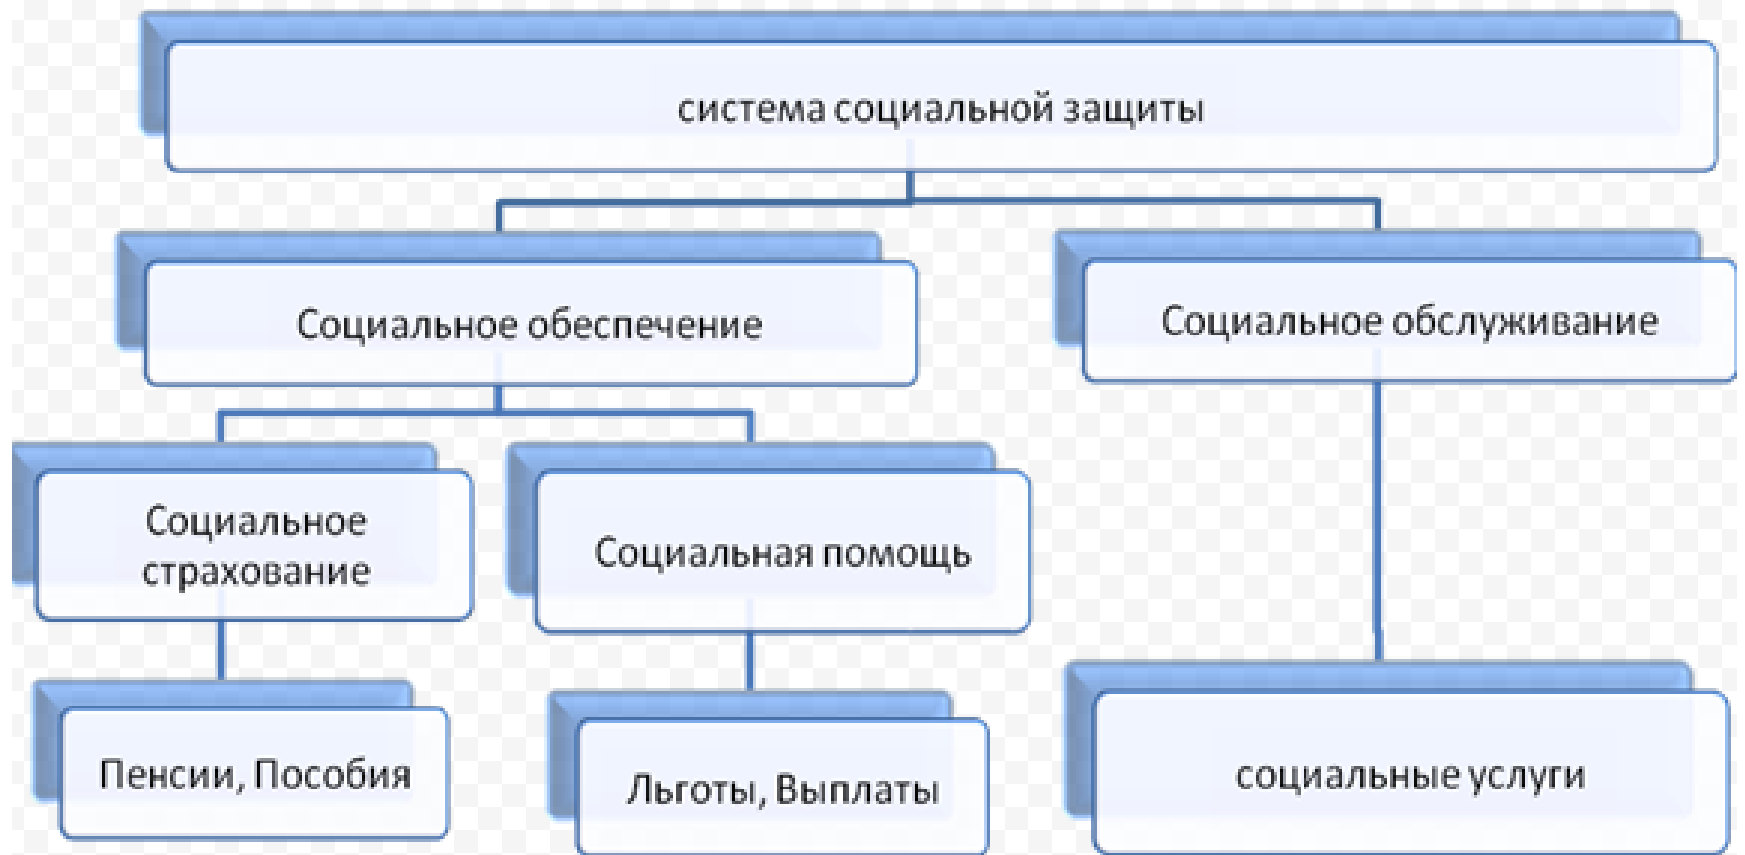 система социальной защиты
Социальное обеспечение
Социальное обслуживание
Социальное
страхование
Социальная помощь
Пенсии, Пособия
Льготы, Выплаты
социальные услуги